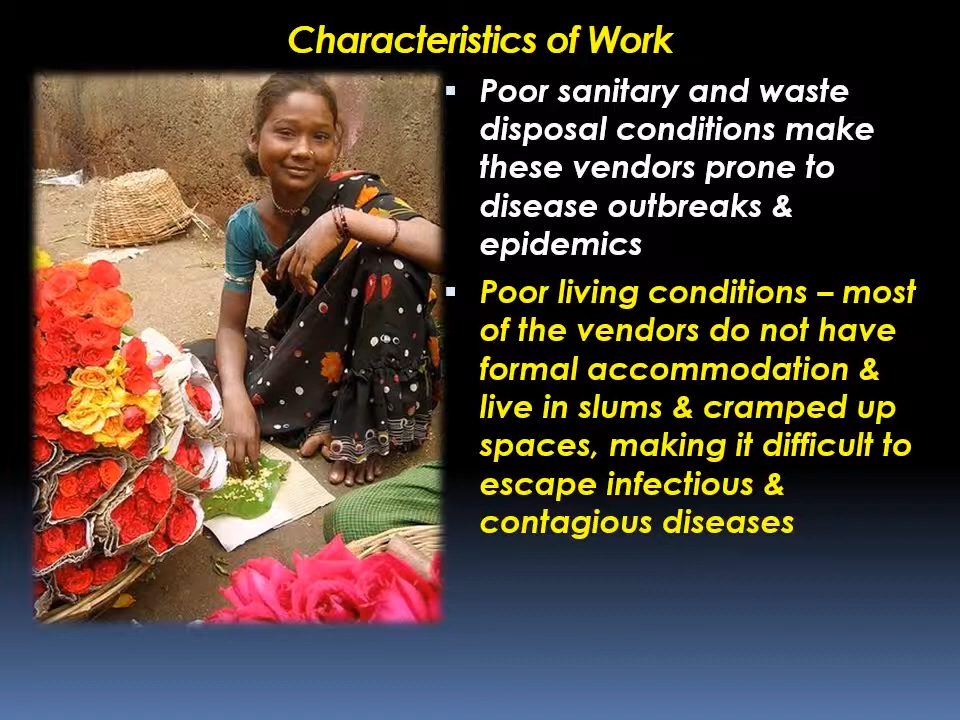 Characteristics of Work
▪ Poor sanitary and waste
disposal conditions make
these vendors prone to
disease outbreaks &
epidemics
▪ Poor living conditions – most
of the vendors do not have
formal accommodation &
live in slums & cramped up
spaces, making it difficult to
escape infectious &
contagious diseases